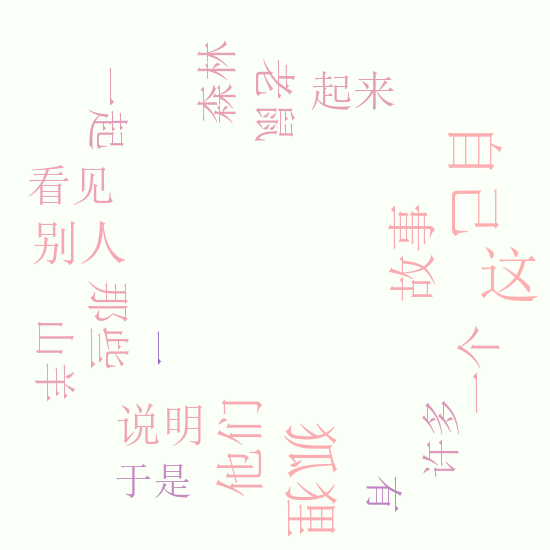 森林
老鼠
起来
一起
自己
看见
故事
别人
这
那些
山羊
一
一个
说明
他们
许多
狐狸
于是
有